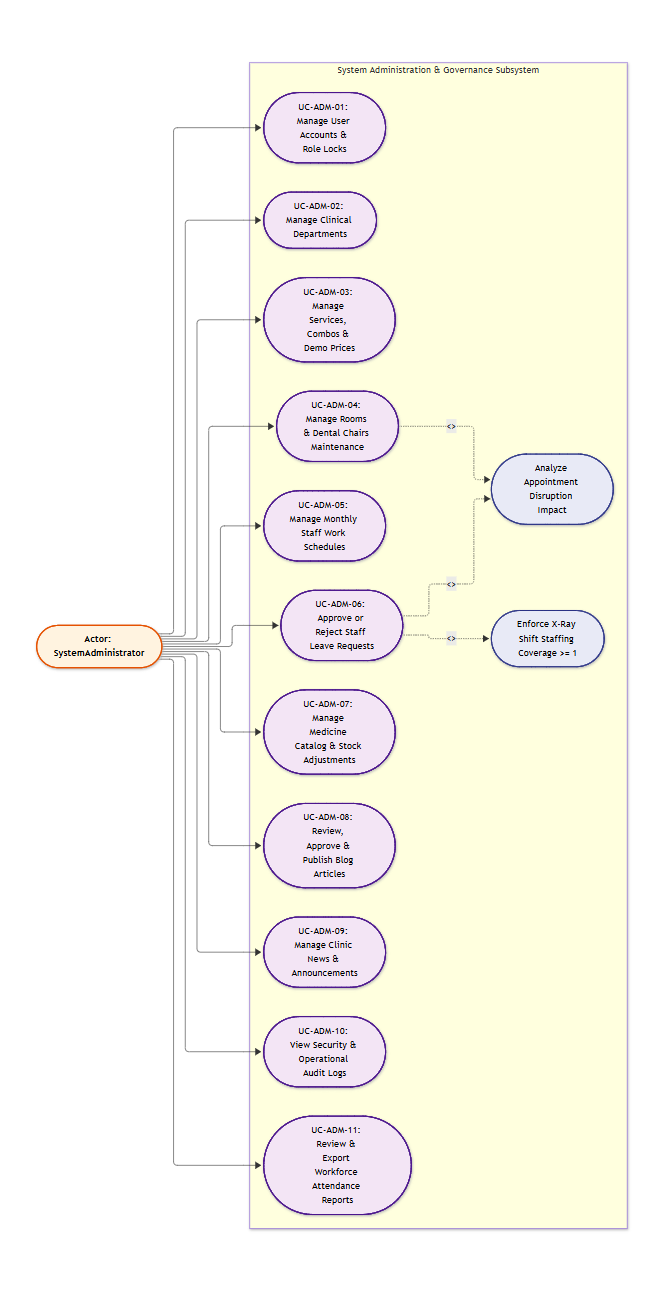 System Administration & Governance Subsystem
UC-ADM-01:
Manage User
Accounts &
Role Locks
UC-ADM-02:
Manage Clinical
Departments
UC-ADM-03:
Manage
Services,
Combos &
Demo Prices
UC-ADM-04:
Manage Rooms
& Dental Chairs
Maintenance
<>
Analyze
Appointment
Disruption
Impact
UC-ADM-05:
Manage Monthly
Staff Work
Schedules
<>
UC-ADM-06:
Approve or
Reject Staff
Leave Requests
<>
Enforce X-Ray
Shift Staffing
Coverage >= 1
Actor:
SystemAdministrator
UC-ADM-07:
Manage
Medicine
Catalog & Stock
Adjustments
UC-ADM-08:
Review,
Approve &
Publish Blog
Articles
UC-ADM-09:
Manage Clinic
News &
Announcements
UC-ADM-10:
View Security &
Operational
Audit Logs
UC-ADM-11:
Review &
Export
Workforce
Attendance
Reports